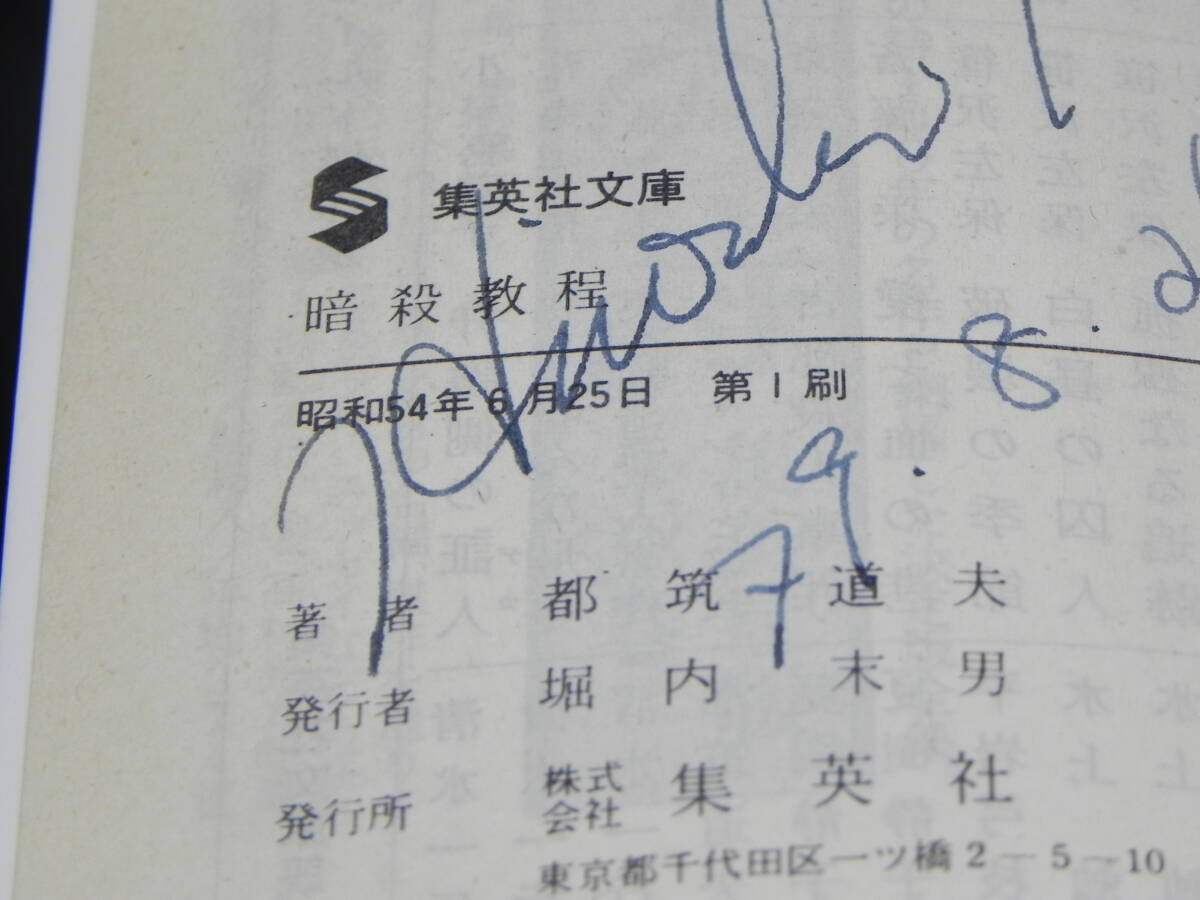 集英社文庫
暗殺教程
昭和54年6月25日 第1刷
8.
'79.
著者 都筑道夫
発行者 堀内末男
発行所 株式会社 集英社
東京都千代田区一ツ橋2-5-10